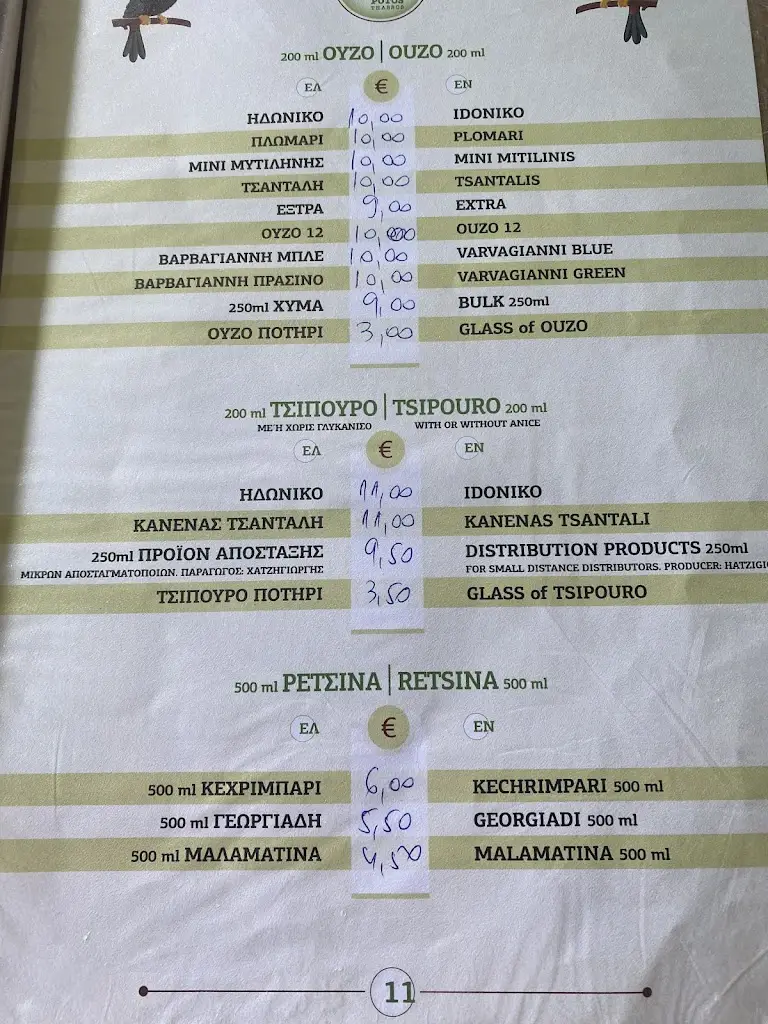 POTOS
THASSOS
200 ml ΟΥΖΟ | OUZO 200 ml
ΕΛ € EN
ΗΔΩΝΙΚΟ 10,00 IDONIKO
ΠΛΩΜΑΡΙ 10,00 PLOMARI
ΜΙΝΙ ΜΥΤΙΛΗΝΗΣ 10,00 MINI MITILINIS
ΤΣΑΝΤΑΛΗ 10,00 TSANTALIS
ΕΞΤΡΑ 9,00 EXTRA
ΟΥΖΟ 12 10,00 OUZO 12
ΒΑΡΒΑΓΙΑΝΝΗ ΜΠΛΕ 10,00 VARVAGIANNI BLUE
ΒΑΡΒΑΓΙΑΝΝΗ ΠΡΑΣΙΝΟ 10,00 VARVAGIANNI GREEN
250ml ΧΥΜΑ 9,00 BULK 250ml
ΟΥΖΟ ΠΟΤΗΡΙ 3,00 GLASS of OUZO
200 ml ΤΣΙΠΟΥΡΟ | TSIPOURO 200 ml
ΜΕ Ή ΧΩΡΙΣ ΓΛΥΚΑΝΙΣΟ WITH OR WITHOUT ANICE
ΕΛ € EN
ΗΔΩΝΙΚΟ 11,00 IDONIKO
ΚΑΝΕΝΑΣ ΤΣΑΝΤΑΛΗ 11,00 KANENAS TSANTALI
250ml ΠΡΟΪΟΝ ΑΠΟΣΤΑΞΗΣ 9,50 DISTRIBUTION PRODUCTS 250ml
ΜΙΚΡΩΝ ΑΠΟΣΤΑΓΜΑΤΟΠΟΙΩΝ. ΠΑΡΑΓΩΓΟΣ: ΧΑΤΖΗΓΙΩΡΓΗΣ FOR SMALL DISTANCE DISTRIBUTORS. PRODUCER: HATZIGIO
ΤΣΙΠΟΥΡΟ ΠΟΤΗΡΙ 3,50 GLASS of TSIPOURO
500 ml ΡΕΤΣΙΝΑ | RETSINA 500 ml
ΕΛ € EN
500 ml ΚΕΧΡΙΜΠΑΡΙ 6,00 KECHRIMPARI 500 ml
500 ml ΓΕΩΡΓΙΑΔΗ 5,50 GEORGIADI 500 ml
500 ml ΜΑΛΑΜΑΤΙΝΑ 4,50 MALAMATINA 500 ml
11